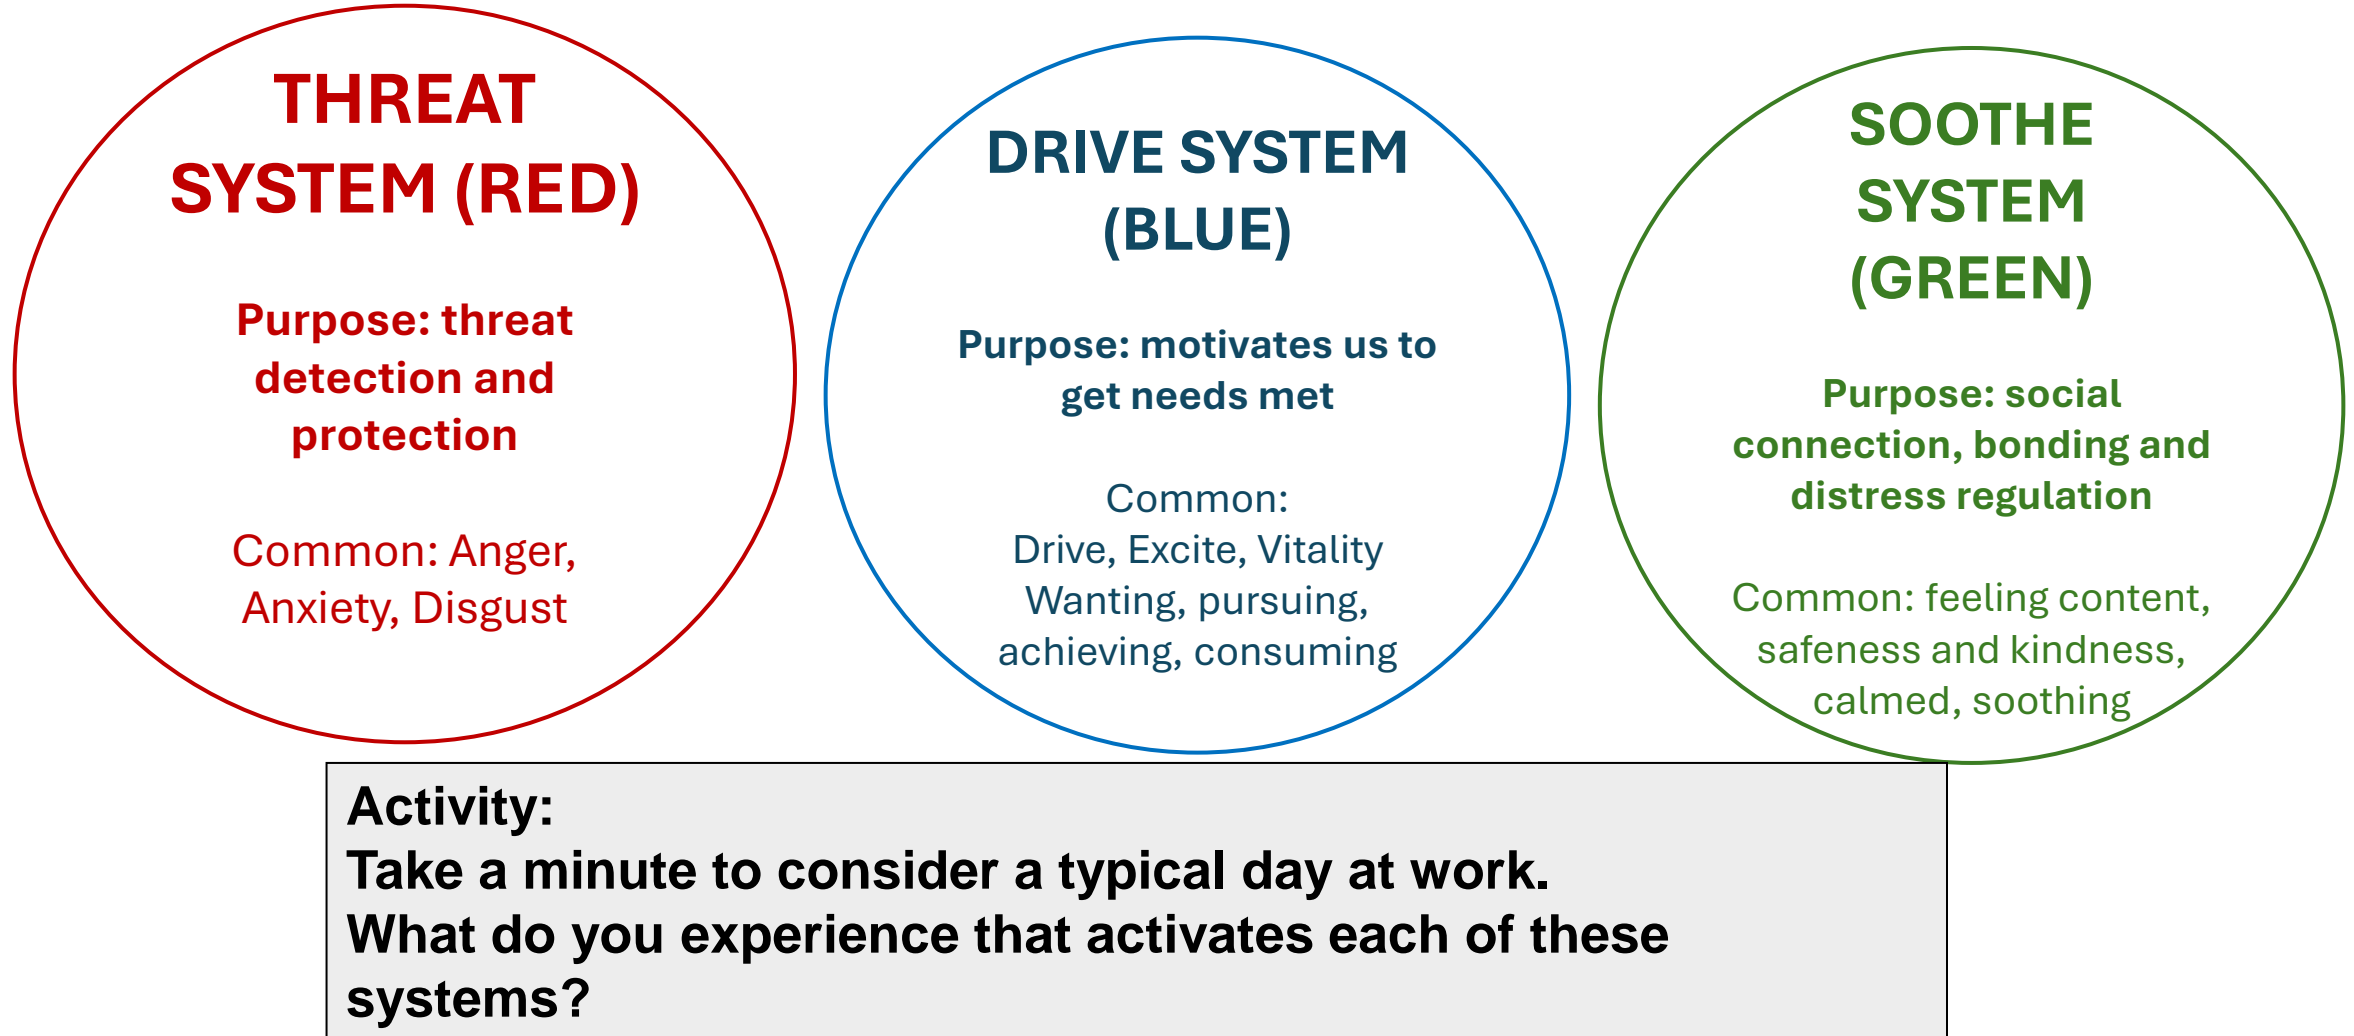 THREAT
SYSTEM (RED)
Purpose: threat
detection and
protection
Common: Anger,
Anxiety, Disgust
DRIVE SYSTEM
(BLUE)
Purpose: motivates us to
get needs met
Common:
Drive, Excite, Vitality
Wanting, pursuing,
achieving, consuming
SOOTHE
SYSTEM
(GREEN)
Purpose: social
connection, bonding and
distress regulation
Common: feeling content,
safeness and kindness,
calmed, soothing
Activity:
Take a minute to consider a typical day at work.
What do you experience that activates each of these
systems?